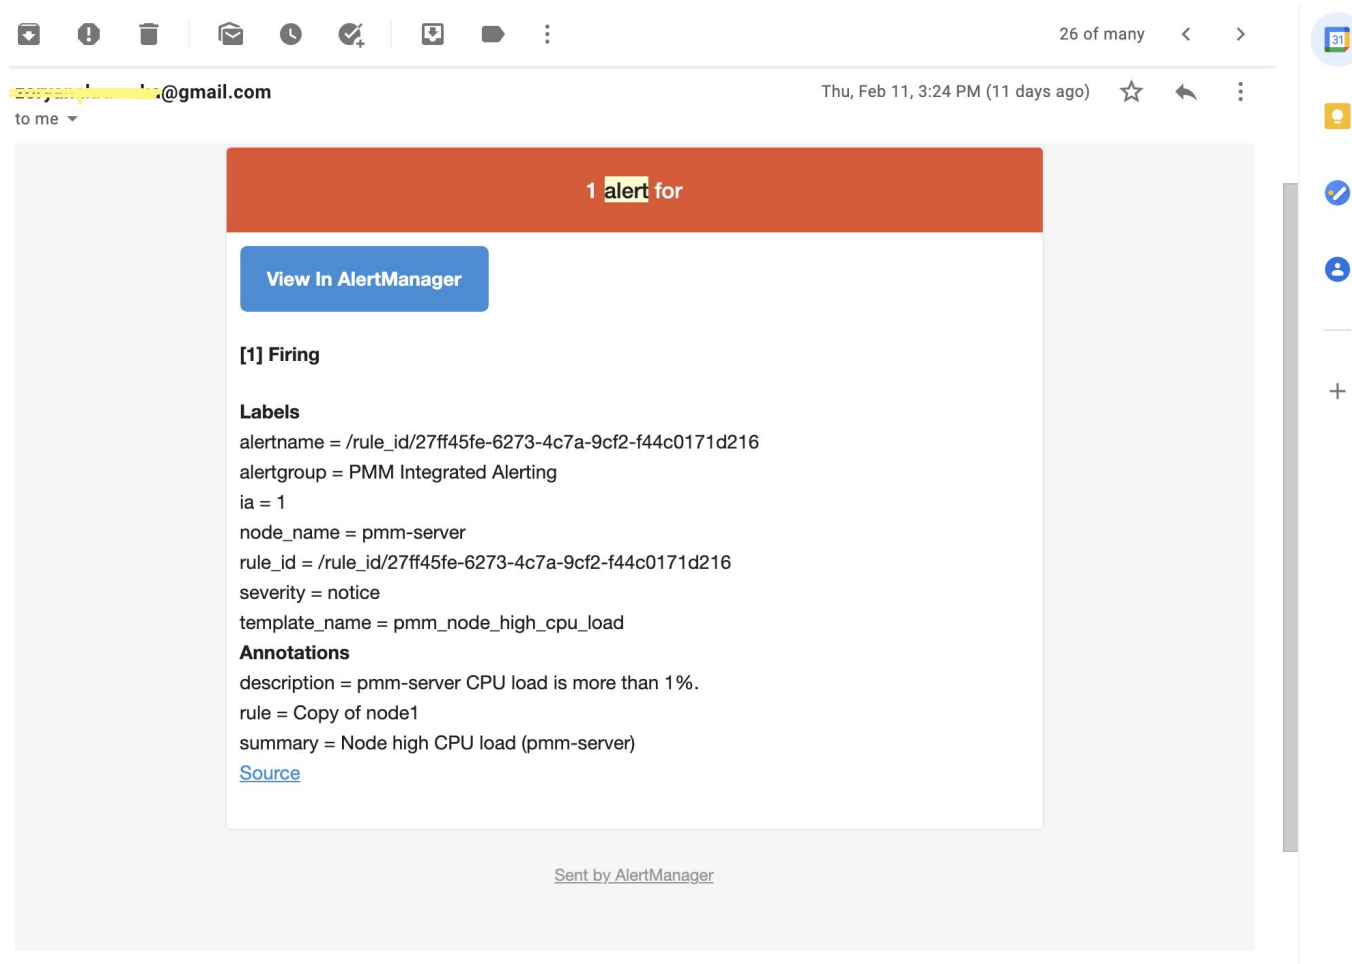 26 of many
@gmail.com
Thu, Feb 11, 3:24 PM (11 days ago)
to me
31
1 alert for
View In AlertManager
[1] Firing
Labels
alertname = /rule_id/27ff45fe-6273-4c7a-9cf2-f44c0171d216
alertgroup = PMM Integrated Alerting
ia = 1
node_name = pmm-server
rule_id = /rule_id/27ff45fe-6273-4c7a-9cf2-f44c0171d216
severity = notice
template_name = pmm_node_high_cpu_load
Annotations
description = pmm-server CPU load is more than 1%.
rule = Copy of node1
summary = Node high CPU load (pmm-server)
Source
Sent by AlertManager